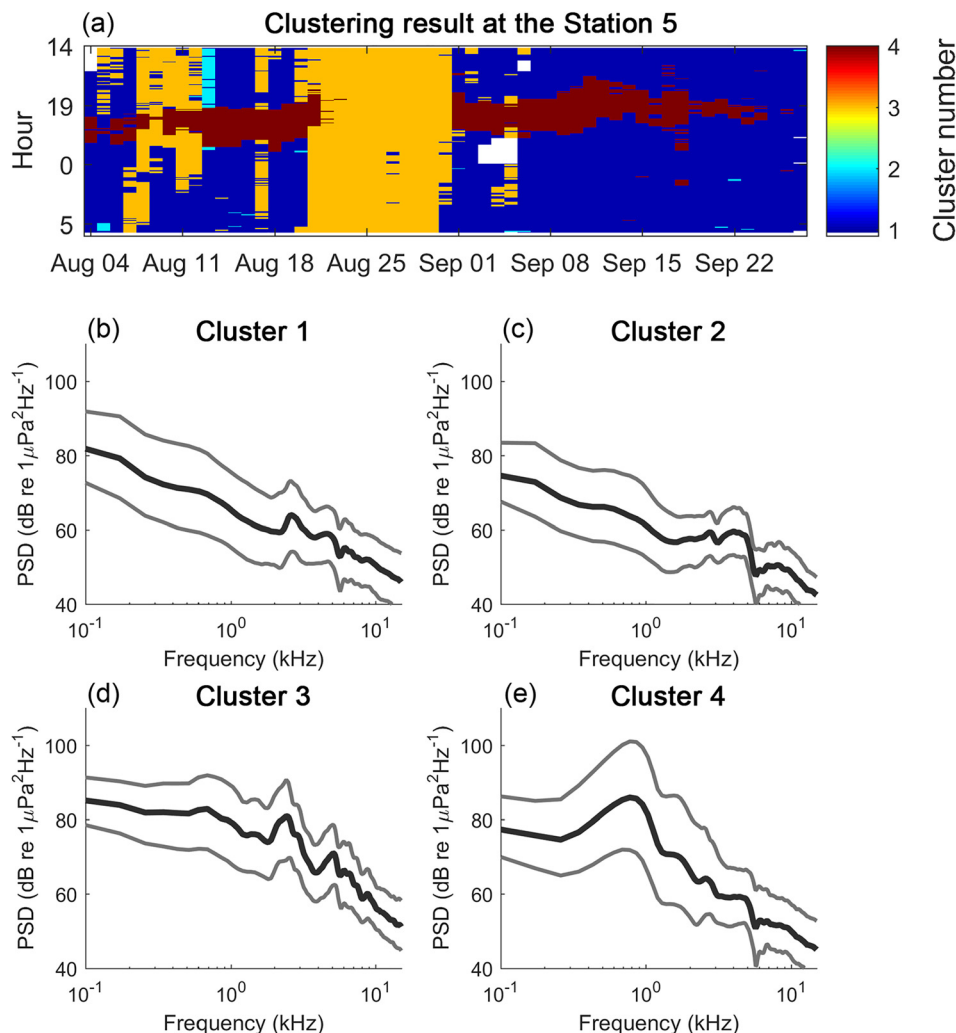 (a) Clustering result at the Station 5
14
19
0
5
Hour
Aug 04 Aug 11 Aug 18 Aug 25 Sep 01 Sep 08 Sep 15 Sep 22
4
3
2
1
Cluster number
(b) Cluster 1
100
80
60
40
PSD (dB re 1μPa²Hz⁻¹)
10⁻¹ 10⁰ 10¹
Frequency (kHz)
(c) Cluster 2
100
80
60
40
PSD (dB re 1μPa²Hz⁻¹)
10⁻¹ 10⁰ 10¹
Frequency (kHz)
(d) Cluster 3
100
80
60
40
PSD (dB re 1μPa²Hz⁻¹)
10⁻¹ 10⁰ 10¹
Frequency (kHz)
(e) Cluster 4
100
80
60
40
PSD (dB re 1μPa²Hz⁻¹)
10⁻¹ 10⁰ 10¹
Frequency (kHz)